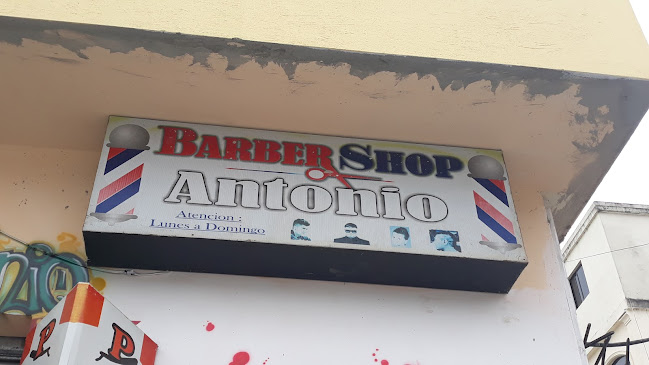 BARBER SHOP
Antonio
Atencion :
Lunes a Domingo
P P